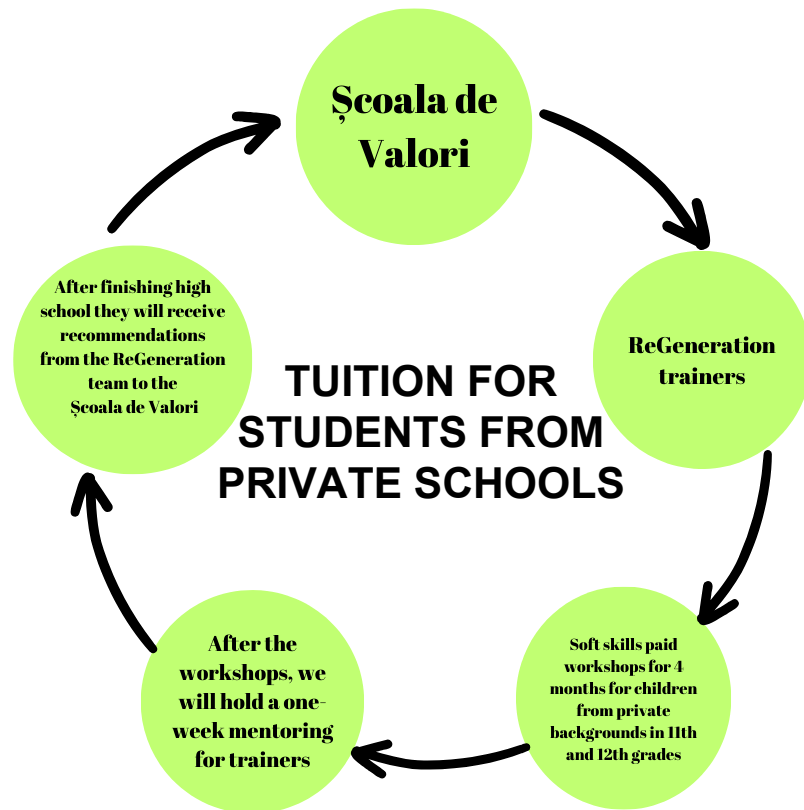 Școala de
Valori
ReGeneration
trainers
Soft skills paid
workshops for 4
months for children
from private
backgrounds in 11th
and 12th grades
After the
workshops, we
will hold a one-
week mentoring
for trainers
After finishing high
school they will receive
recommendations
from the ReGeneration
team to the
Școala de Valori
TUITION FOR
STUDENTS FROM
PRIVATE SCHOOLS